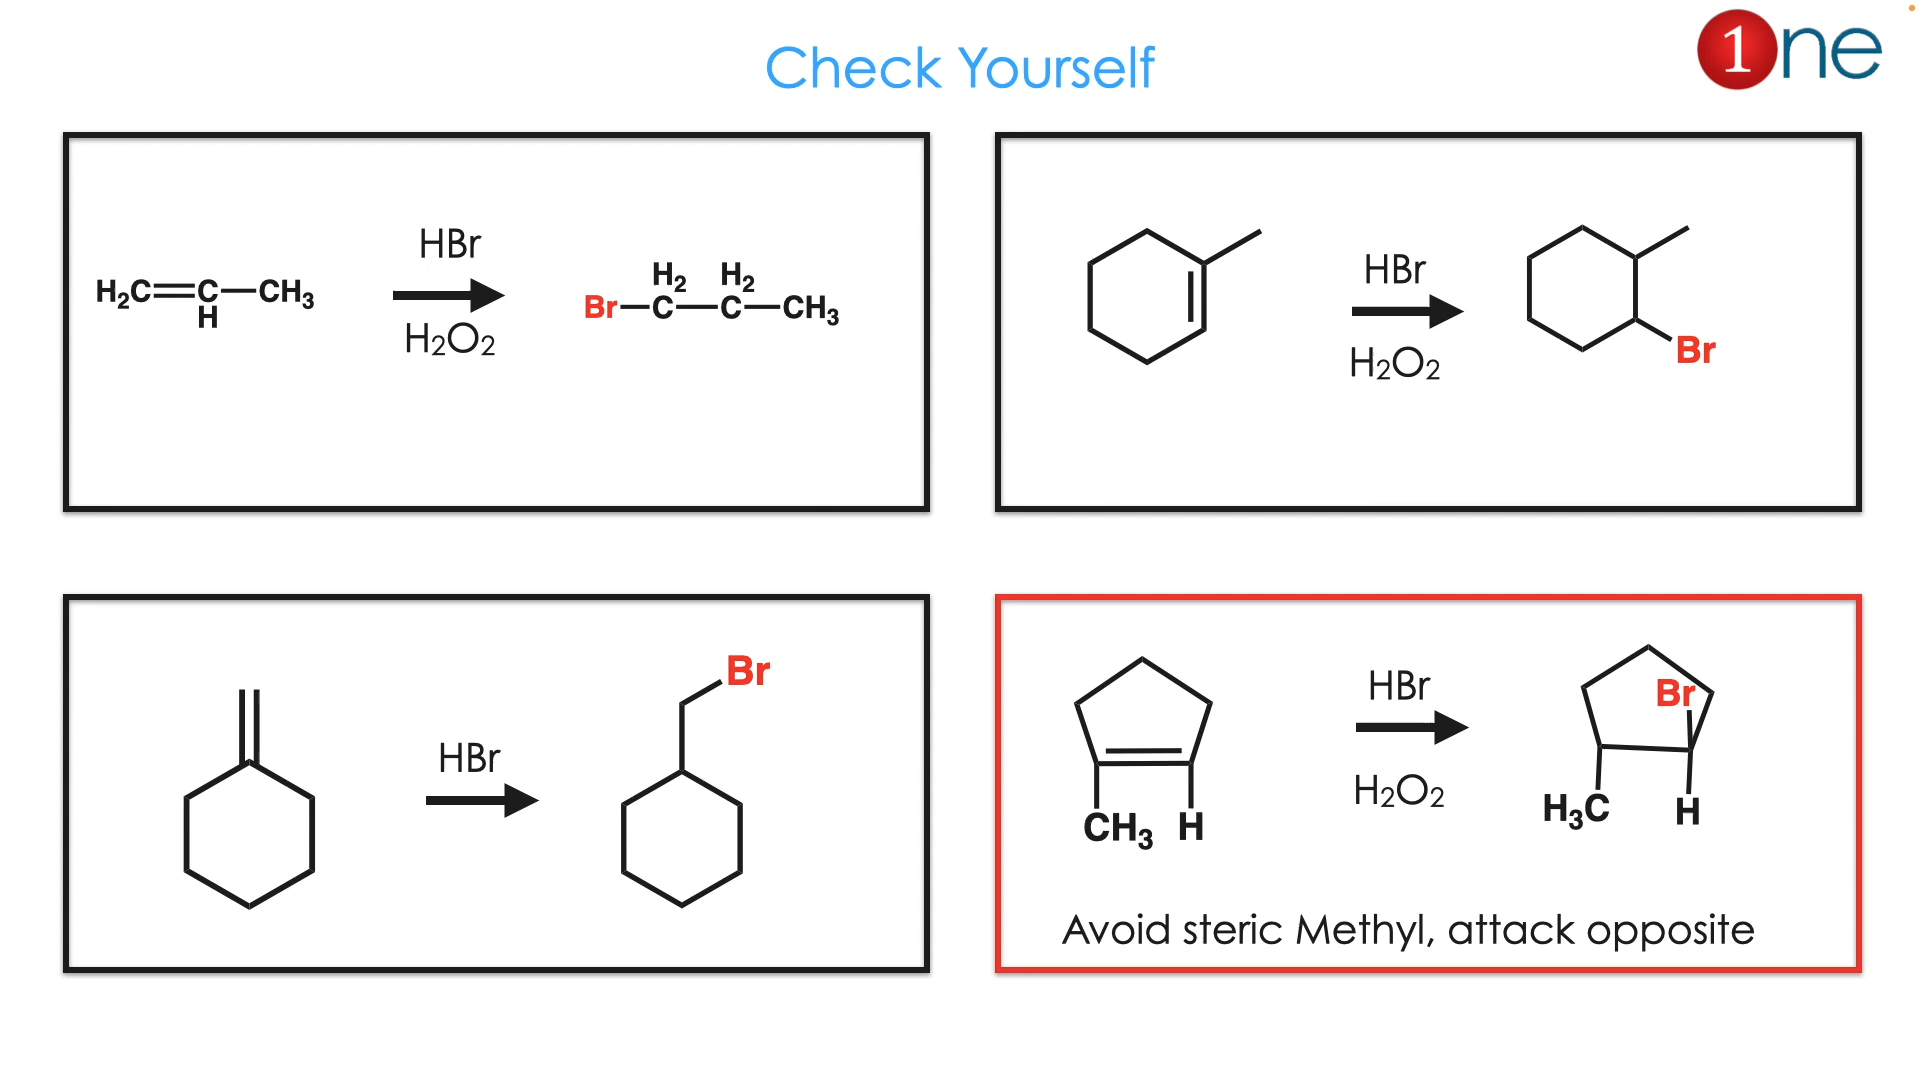 Check Yourself
1ne
H₂C=C—CH₃
H
HBr
H₂O₂
H₂ H₂
Br—C—C—CH₃
HBr
H₂O₂
Br
HBr
Br
CH₃ H
HBr
H₂O₂
Br
H₃C H
Avoid steric Methyl, attack opposite